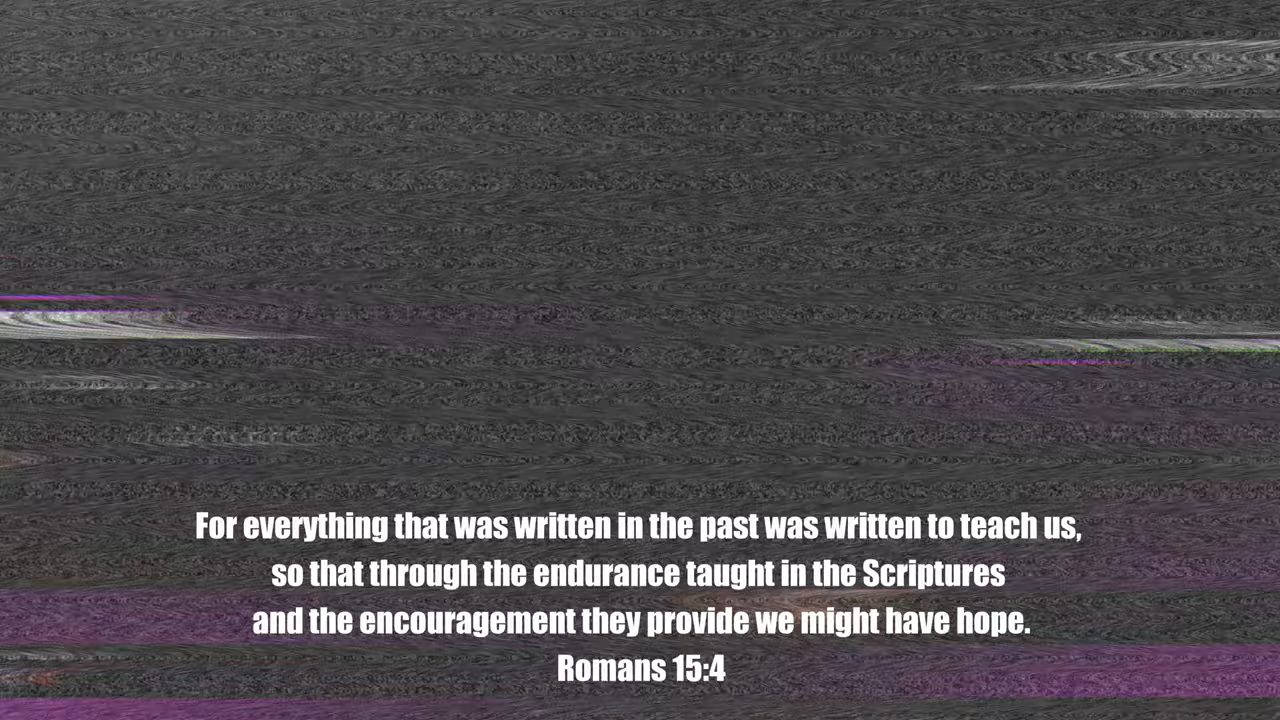 For everything that was written in the past was written to teach us,
so that through the endurance taught in the Scriptures
and the encouragement they provide we might have hope.
Romans 15:4